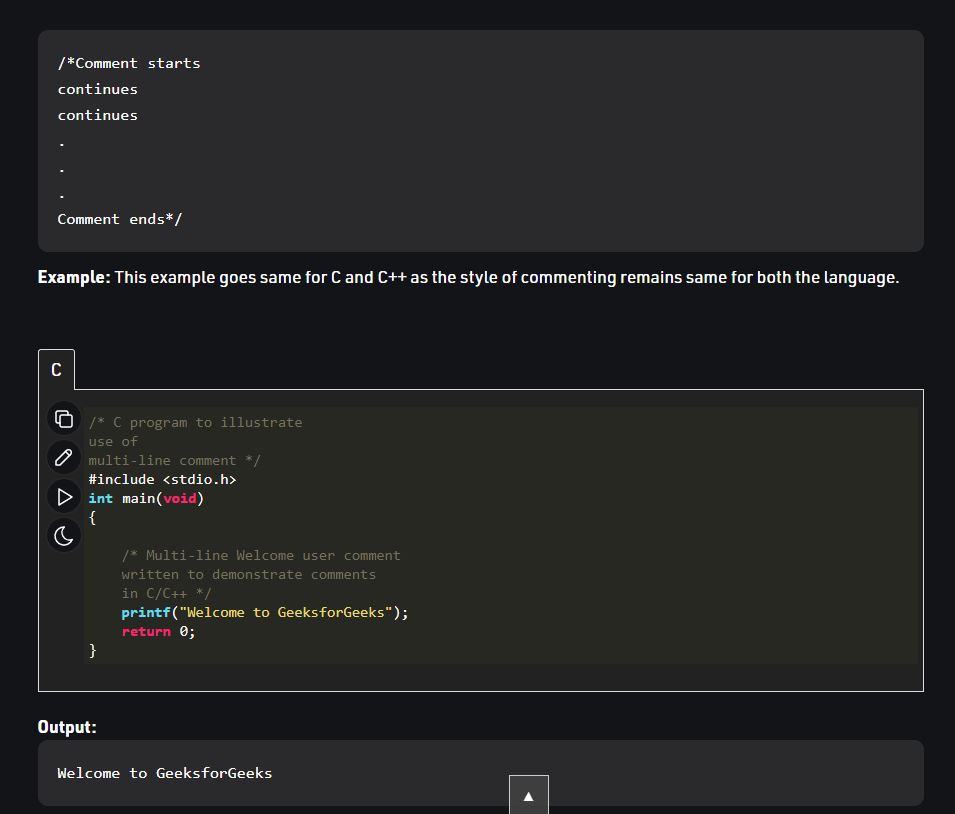 /*Comment starts
continues
continues
.
.
.
Comment ends*/
Example: This example goes same for C and C++ as the style of commenting remains same for both the language.
C
/* C program to illustrate
use of
multi-line comment */
#include <stdio.h>
int main(void)
{
/* Multi-line Welcome user comment
written to demonstrate comments
in C/C++ */
printf("Welcome to GeeksforGeeks");
return 0;
}
Output:
Welcome to GeeksforGeeks